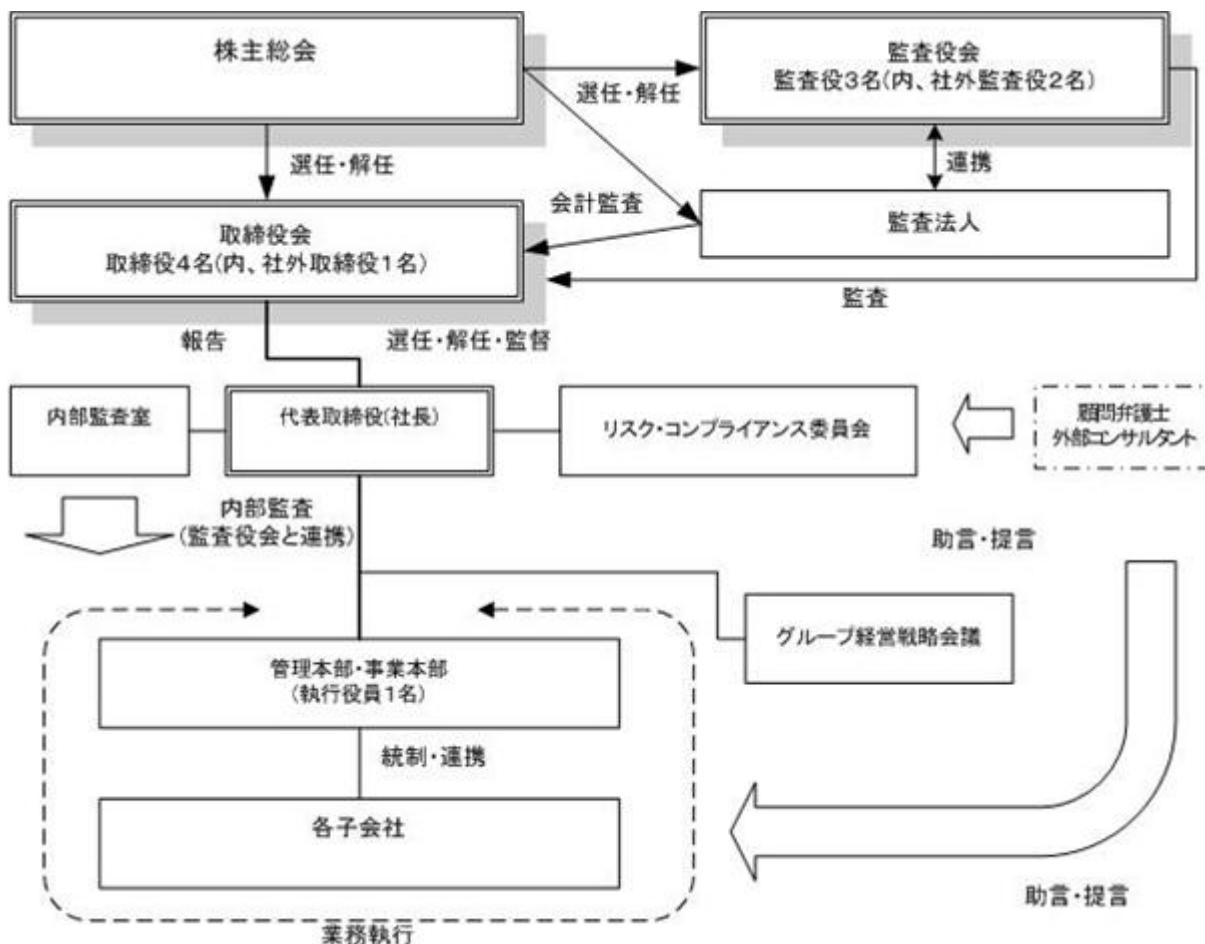 株主総会
監査役会
監査役3名(内、社外監査役2名)
選任・解任
選任・解任
連携
会計監査
監査法人
取締役会
取締役4名(内、社外取締役1名)
監査
報告
選任・解任・監督
内部監査室
代表取締役(社長)
リスク・コンプライアンス委員会
顧問弁護士
外部コンサルタント
内部監査
(監査役会と連携)
助言・提言
グループ経営戦略会議
管理本部・事業本部
(執行役員1名)
統制・連携
各子会社
助言・提言
業務執行